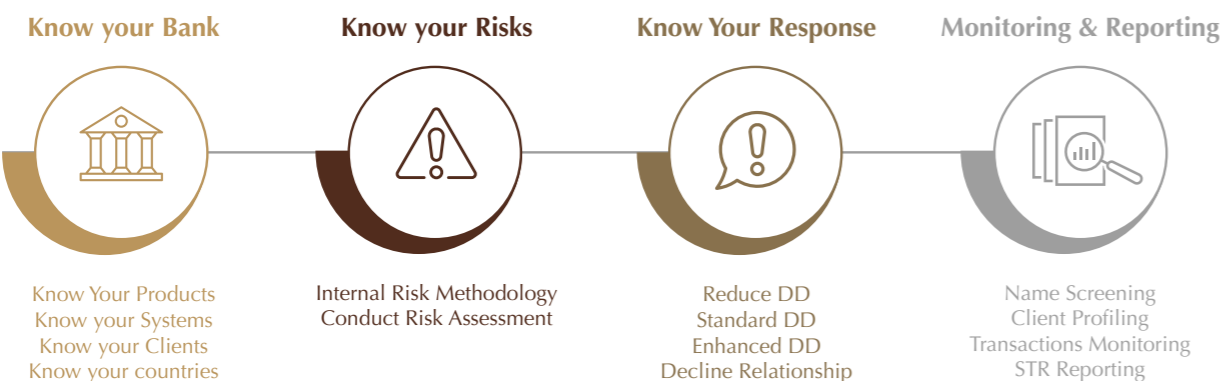 Know your Bank
Know your Risks
Know Your Response
Monitoring & Reporting
Know Your Products
Know your Systems
Know your Clients
Know your countries
Internal Risk Methodology
Conduct Risk Assessment
Reduce DD
Standard DD
Enhanced DD
Decline Relationship
Name Screening
Client Profiling
Transactions Monitoring
STR Reporting